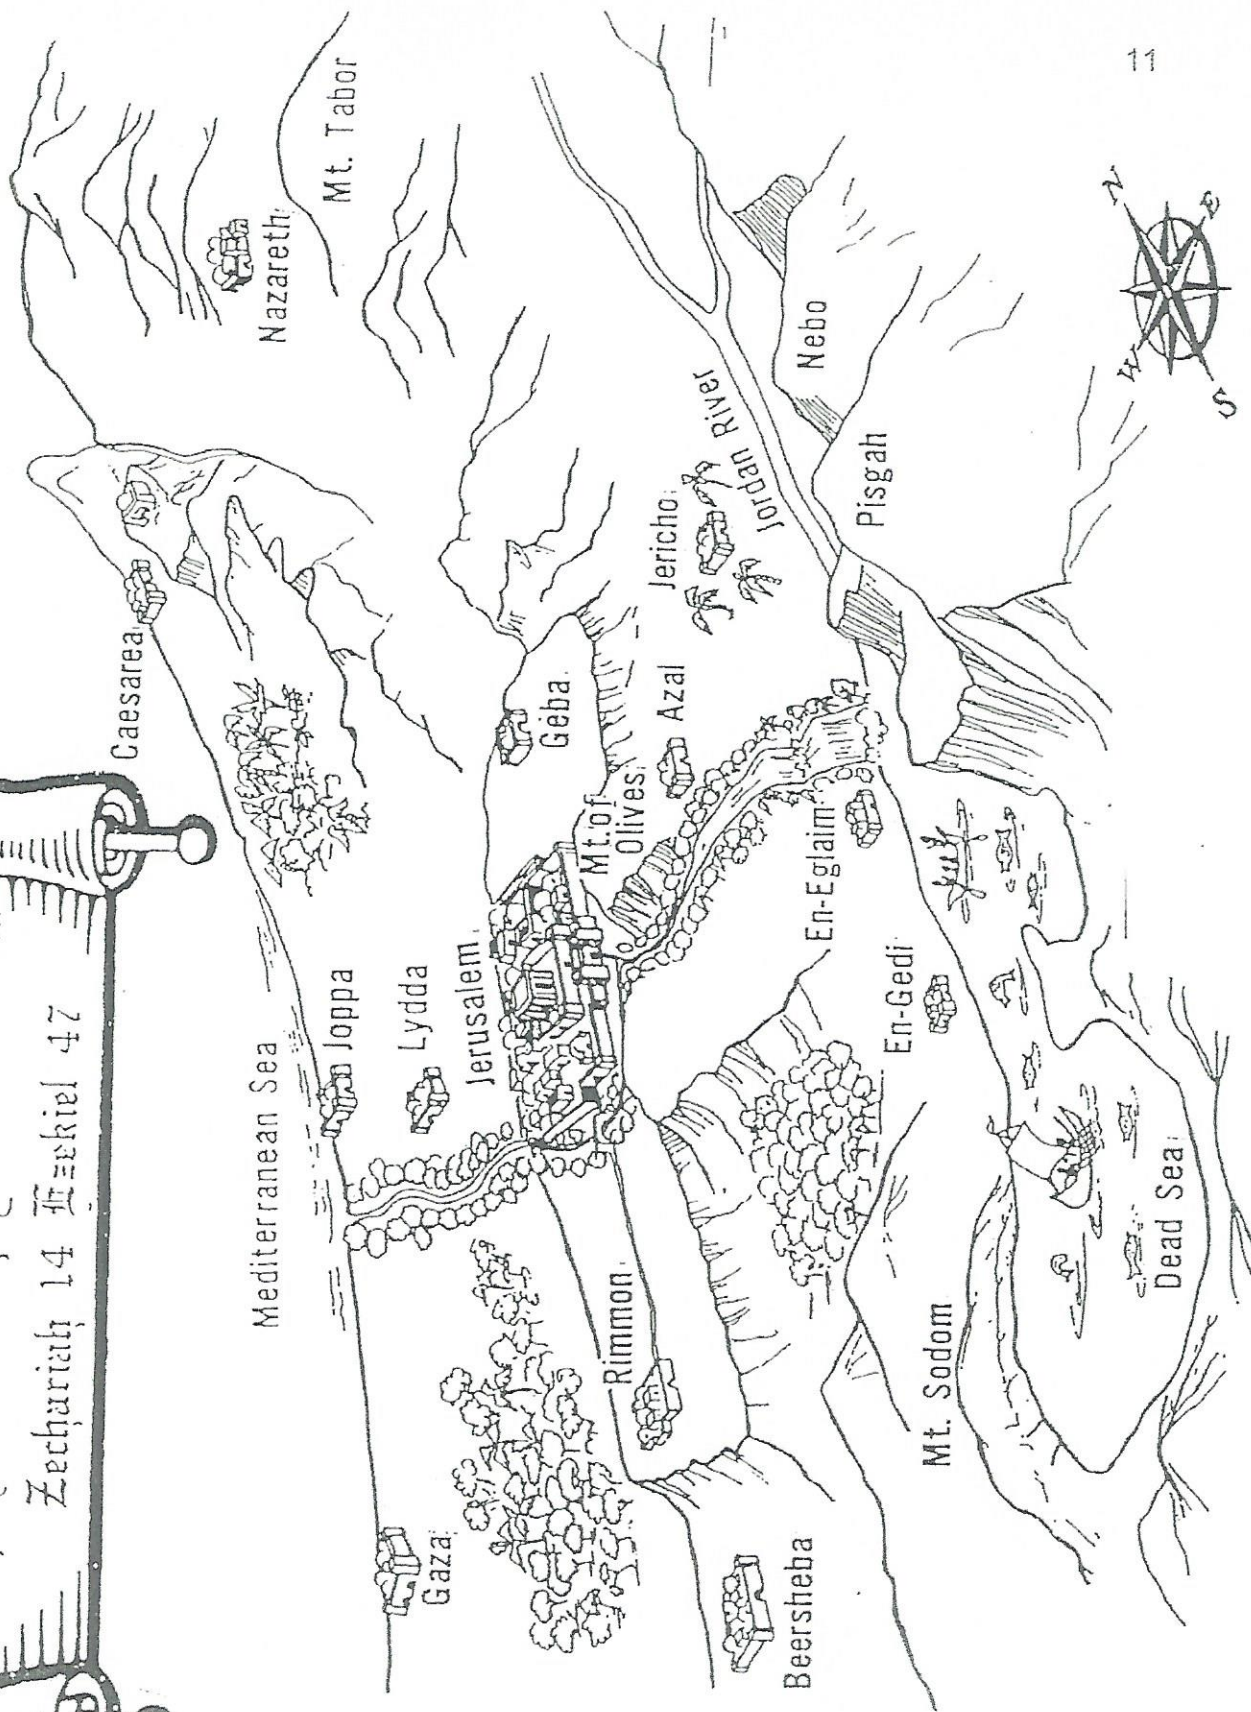 Zechariah 14 Ezekiel 47
Caesarea
Mediterranean Sea
Nazareth
Mt. Tabor
Joppa
Lydda
Gaza
Jerusalem
Geba
Mt. of
Olives
Azal
Jericho
Jordan River
Nebo
Pisgah
Rimmon
Beersheba
En-Eglaim
En-Gedi
Mt. Sodom
Dead Sea
N
E
S
W
11